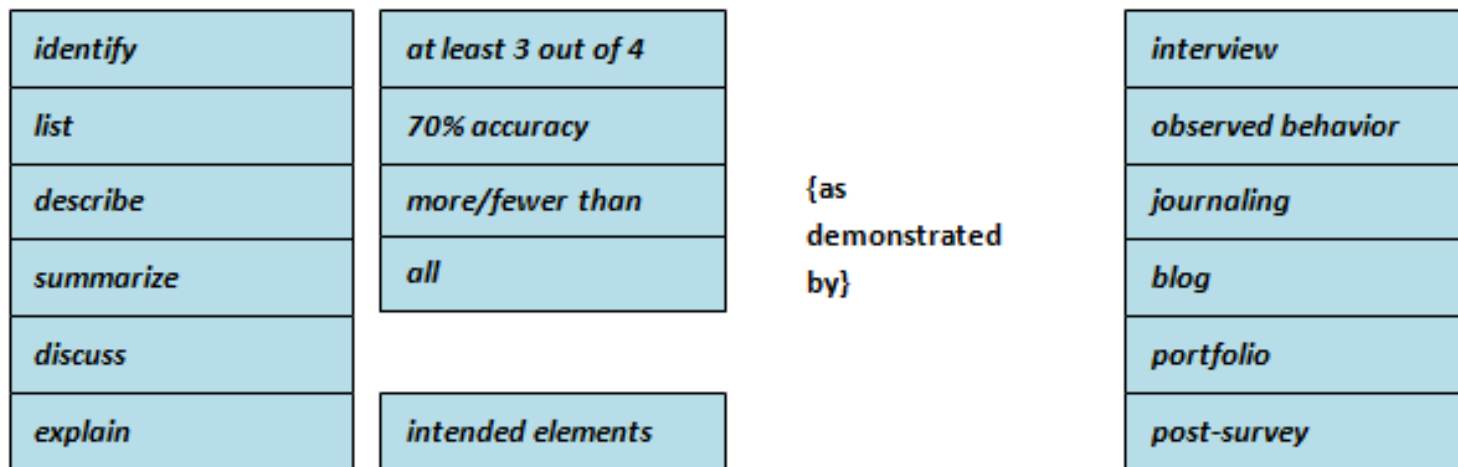 identify
list
describe
summarize
discuss
explain
at least 3 out of 4
70% accuracy
more/fewer than
all
intended elements
{as
demonstrated
by}
interview
observed behavior
journaling
blog
portfolio
post-survey